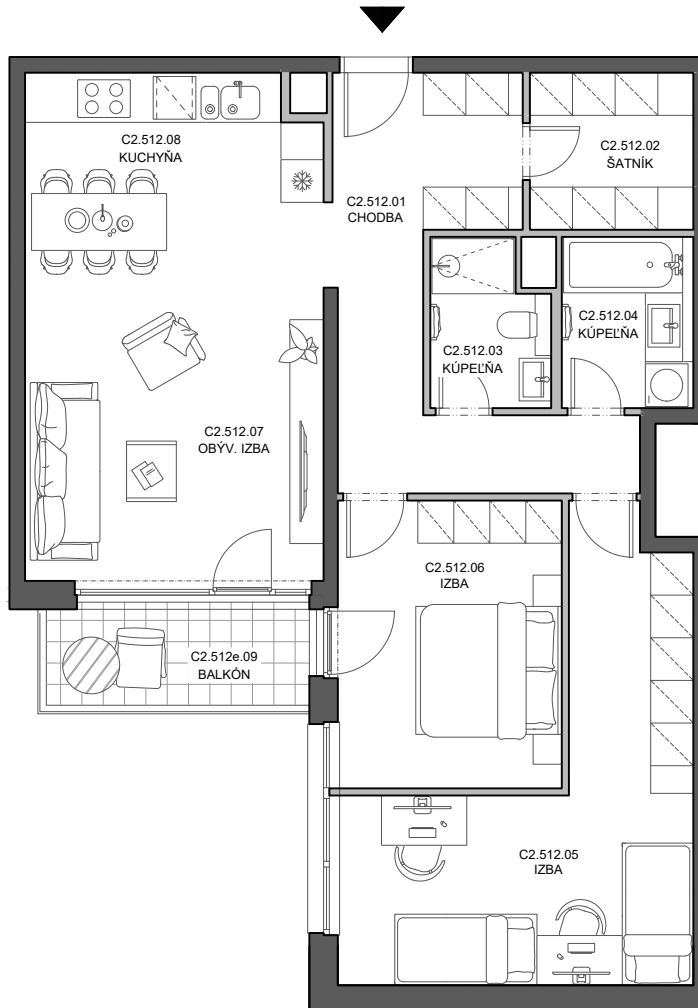 C2.512.08
KUCHYŇA
C2.512.02
ŠATNÍK
C2.512.01
CHODBA
C2.512.04
KÚPEĽŇA
C2.512.03
KÚPEĽŇA
C2.512.07
OBÝV. IZBA
C2.512.06
IZBA
C2.512e.09
BALKÓN
C2.512.05
IZBA